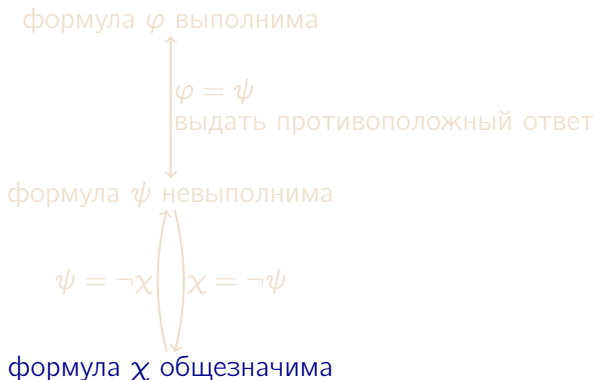 формула φ выполнима
φ = ψ
выдать противоположный ответ
формула ψ невыполнима
ψ = ¬χ χ = ¬ψ
формула χ общезначима